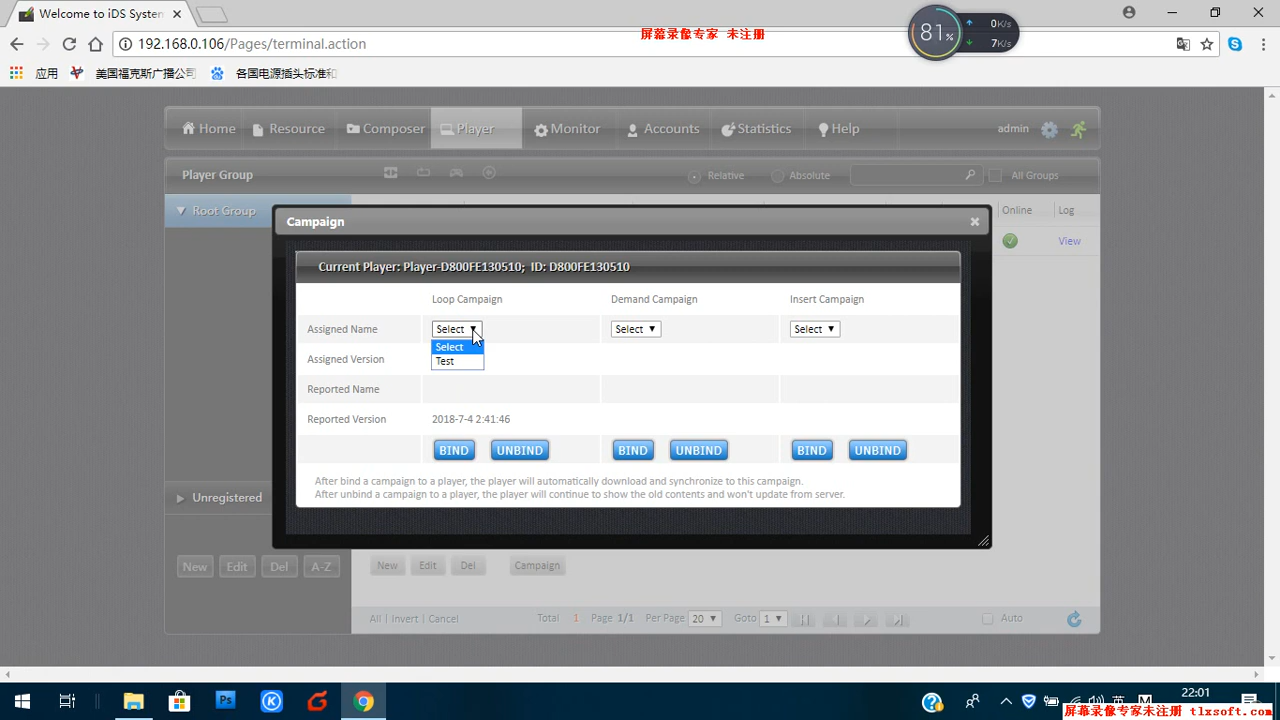 Welcome to iDS System
屏幕录像专家 未注册
81%
0K/s
7K/s
192.168.0.106/Pages/terminal.action
应用
美国福克斯广播公司
各国电源插头标准和
Home
Resource
Composer
Player
Monitor
Accounts
Statistics
Help
admin
Player Group
Relative
Absolute
All Groups
Root Group
Online
Log
Campaign
View
Current Player: Player-D800FE130510; ID: D800FE130510
Loop Campaign
Demand Campaign
Insert Campaign
Assigned Name
Select
Select
Select
Select
Test
Assigned Version
Reported Name
Reported Version
2018-7-4 2:41:46
BIND
UNBIND
BIND
UNBIND
BIND
UNBIND
After bind a campaign to a player, the player will automatically download and synchronize to this campaign.
After unbind a campaign to a player, the player will continue to show the old contents and won't update from server.
Unregistered
New
Edit
Del
A-Z
New
Edit
Del
Campaign
All | Invert | Cancel
Total 1
Page 1/1
Per Page 20
Goto 1
Auto
Ps
K
英
M
22:01
屏幕录像专家未注册 tlxsoft.com